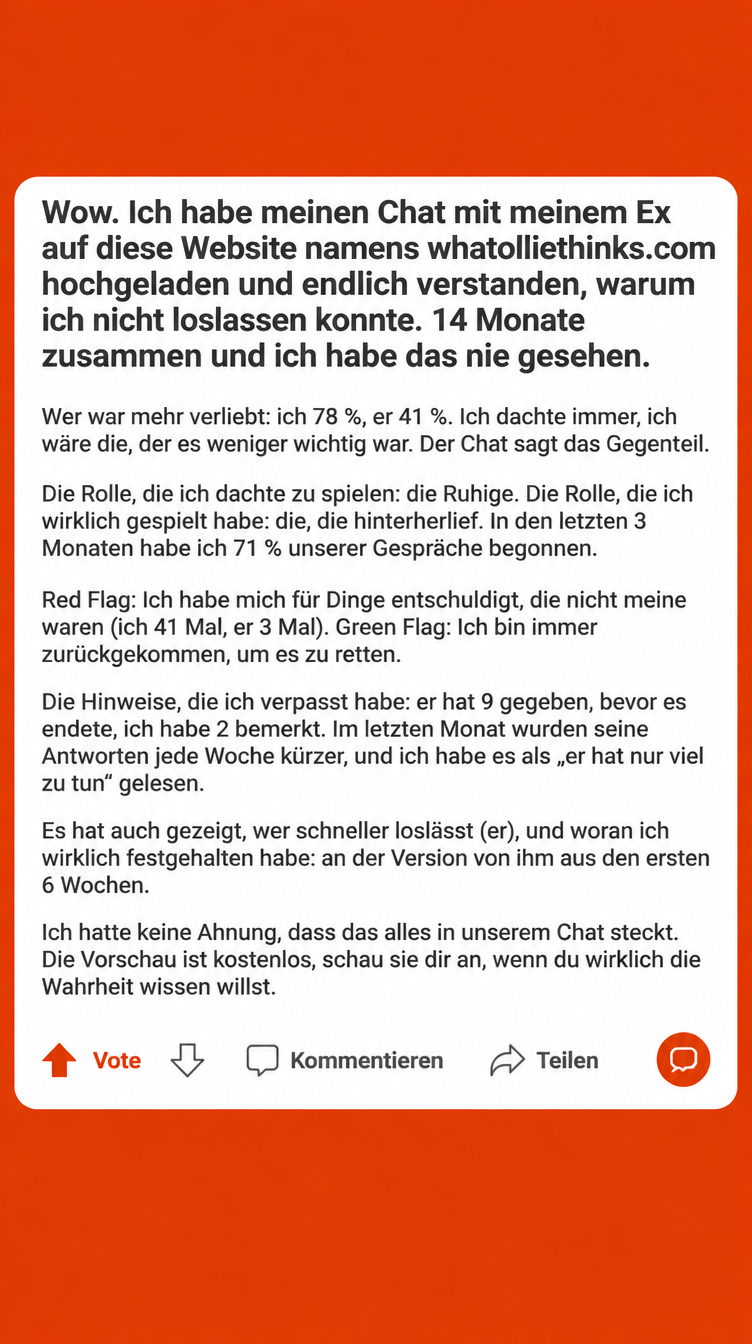 Wow. Ich habe meinen Chat mit meinem Ex
auf diese Website namens whatolliethinks.com
hochgeladen und endlich verstanden, warum
ich nicht loslassen konnte. 14 Monate
zusammen und ich habe das nie gesehen.
Wer war mehr verliebt: ich 78 %, er 41 %. Ich dachte immer, ich
wäre die, der es weniger wichtig war. Der Chat sagt das Gegenteil.
Die Rolle, die ich dachte zu spielen: die Ruhige. Die Rolle, die ich
wirklich gespielt habe: die, die hinterherlief. In den letzten 3
Monaten habe ich 71 % unserer Gespräche begonnen.
Red Flag: Ich habe mich für Dinge entschuldigt, die nicht meine
waren (ich 41 Mal, er 3 Mal). Green Flag: Ich bin immer
zurückgekommen, um es zu retten.
Die Hinweise, die ich verpasst habe: er hat 9 gegeben, bevor es
endete, ich habe 2 bemerkt. Im letzten Monat wurden seine
Antworten jede Woche kürzer, und ich habe es als „er hat nur viel
zu tun“ gelesen.
Es hat auch gezeigt, wer schneller loslässt (er), und woran ich
wirklich festgehalten habe: an der Version von ihm aus den ersten
6 Wochen.
Ich hatte keine Ahnung, dass das alles in unserem Chat steckt.
Die Vorschau ist kostenlos, schau sie dir an, wenn du wirklich die
Wahrheit wissen willst.
Vote Kommentieren Teilen